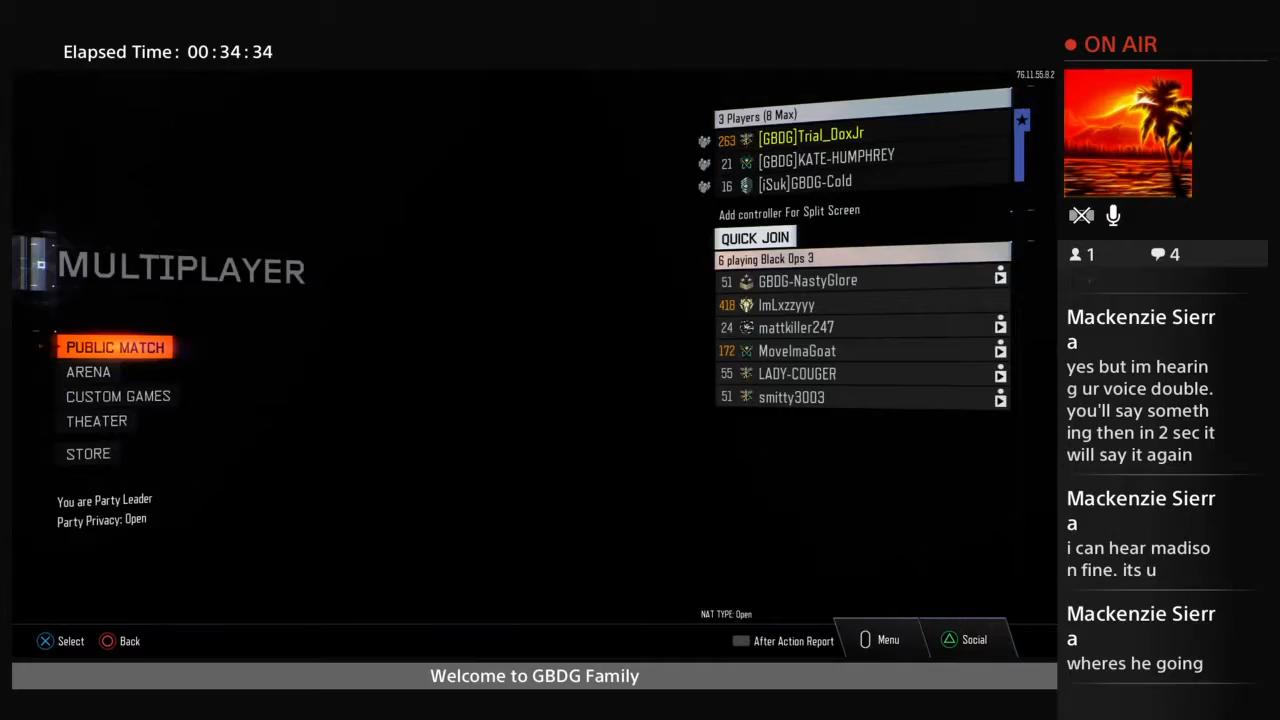 Elapsed Time: 00:34:34
ON AIR
76.11.55.8.2
3 Players (8 Max)
263 [GBDG]Trial_DoxJr
21 [GBDG]KATE-HUMPHREY
16 [iSuk]GBDG-Cold
Add controller For Split Screen
QUICK JOIN
6 playing Black Ops 3
51 GBDG-NastyGlore
418 ImLxzzyyy
24 mattkiller247
172 MoveImaGoat
55 LADY-COUGER
51 smitty3003
MULTIPLAYER
PUBLIC MATCH
ARENA
CUSTOM GAMES
THEATER
STORE
You are Party Leader
Party Privacy: Open
NAT TYPE: Open
Select
Back
After Action Report
Menu
Social
Welcome to GBDG Family
1
4
Mackenzie Sierr
a
yes but im hearin
g ur voice double.
you'll say someth
ing then in 2 sec it
will say it again
Mackenzie Sierr
a
i can hear madiso
n fine. its u
Mackenzie Sierr
a
wheres he going